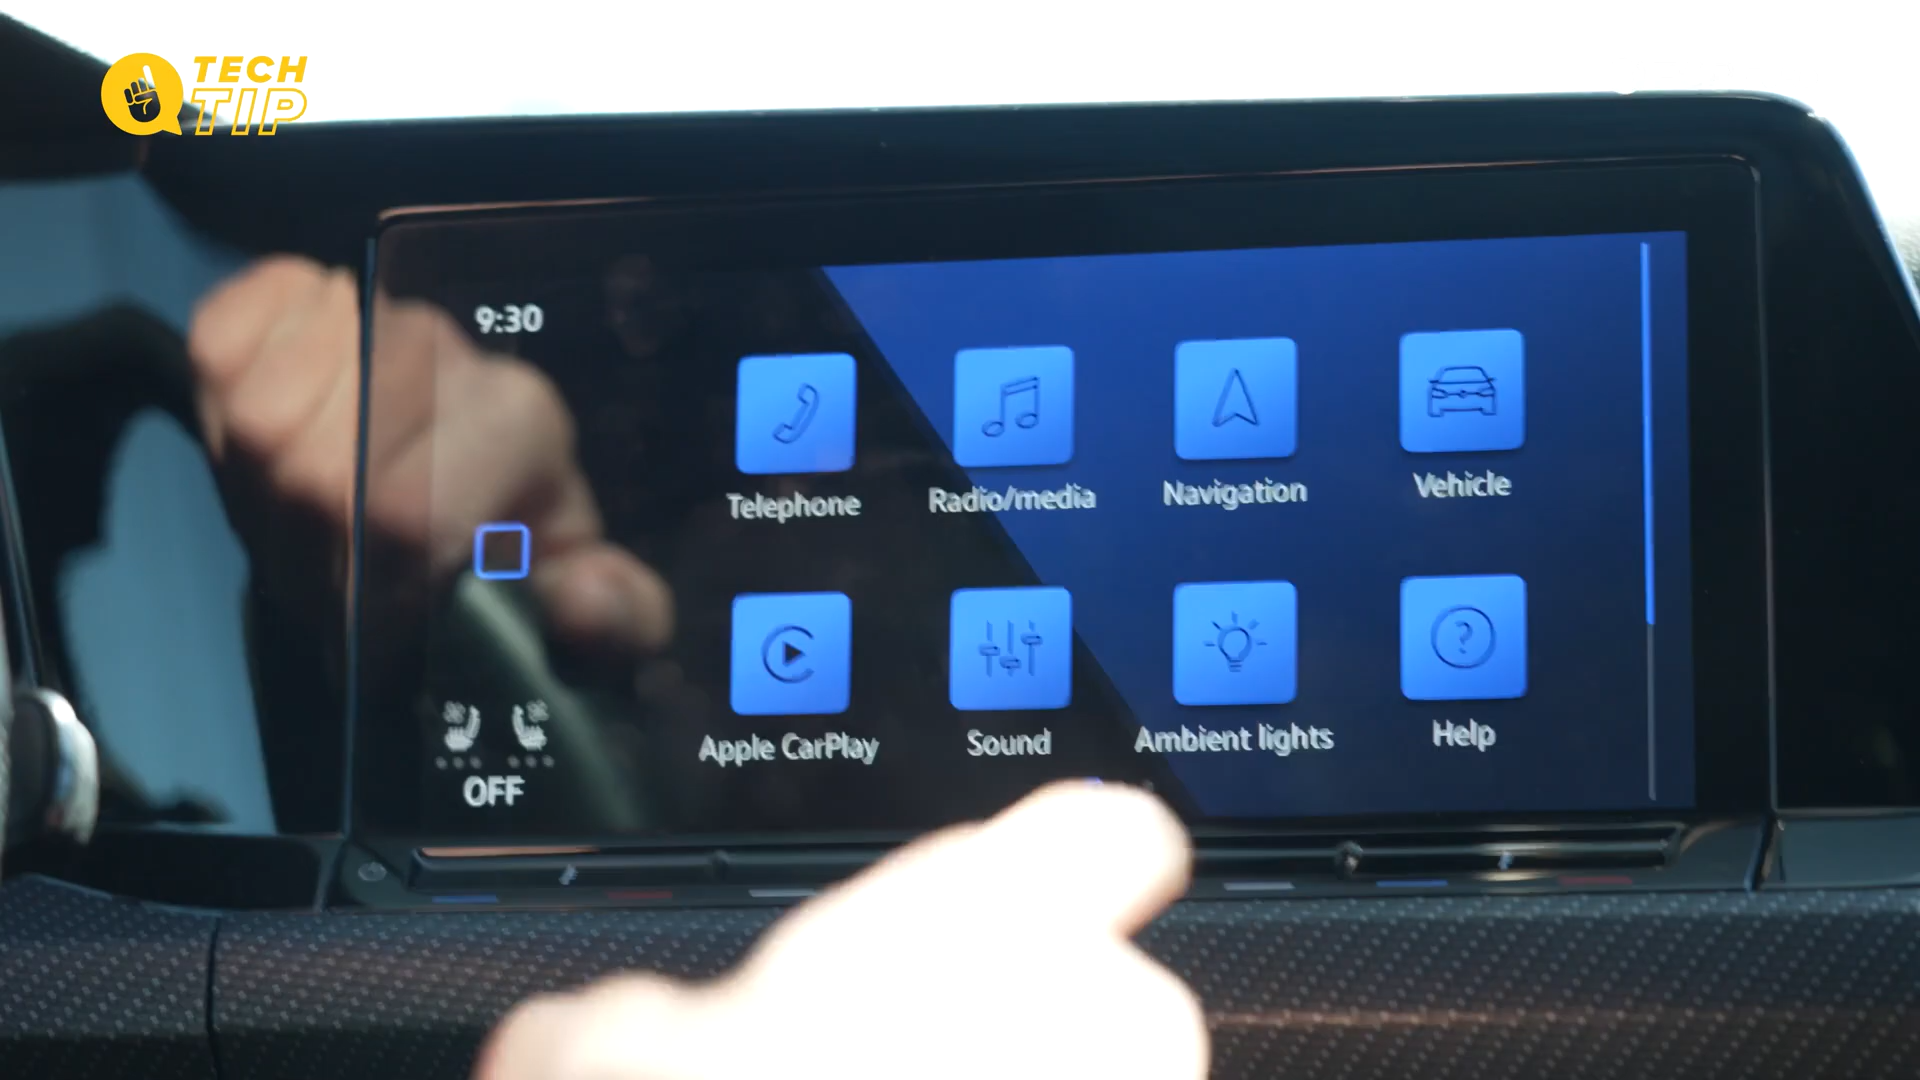 TECH
TIP
9:30
Telephone
Radio/media
Navigation
Vehicle
Apple CarPlay
Sound
Ambient lights
Help
OFF